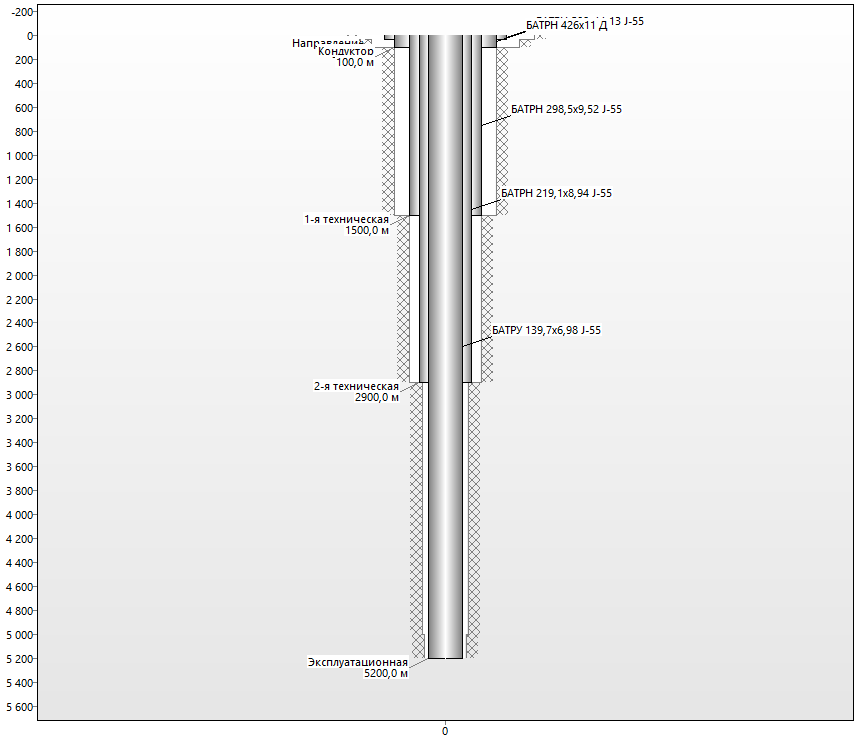 -200
0
200
400
600
800
1 000
1 200
1 400
1 600
1 800
2 000
2 200
2 400
2 600
2 800
3 000
3 200
3 400
3 600
3 800
4 000
4 200
4 400
4 600
4 800
5 000
5 200
5 400
5 600
13 J-55
БАТРН 426x11 Д
Направление
Кондуктор
100,0 м
БАТРН 298,5x9,52 J-55
БАТРН 219,1x8,94 J-55
1-я техническая
1500,0 м
БАТРУ 139,7x6,98 J-55
2-я техническая
2900,0 м
Эксплуатационная
5200,0 м
0